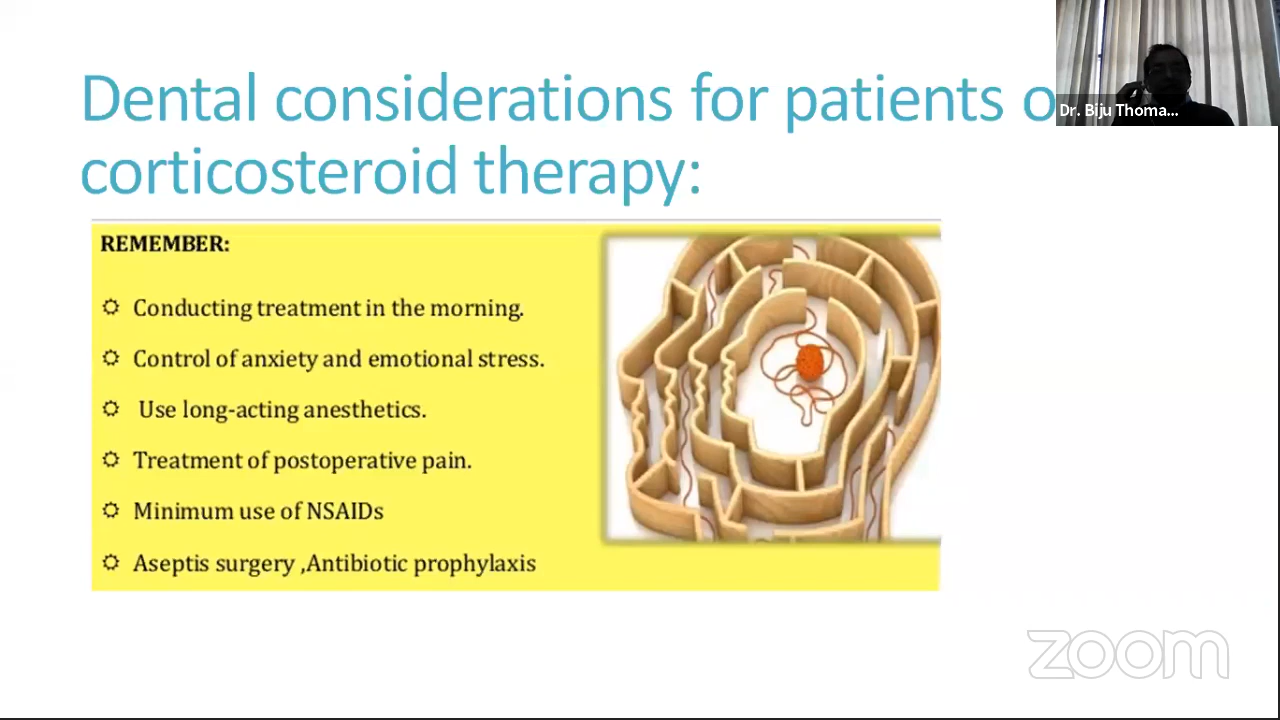 Dental considerations for patients o
corticosteroid therapy:
Dr. Biju Thoma...
REMEMBER:
Conducting treatment in the morning.
Control of anxiety and emotional stress.
Use long-acting anesthetics.
Treatment of postoperative pain.
Minimum use of NSAIDs
Aseptis surgery ,Antibiotic prophylaxis
zoom